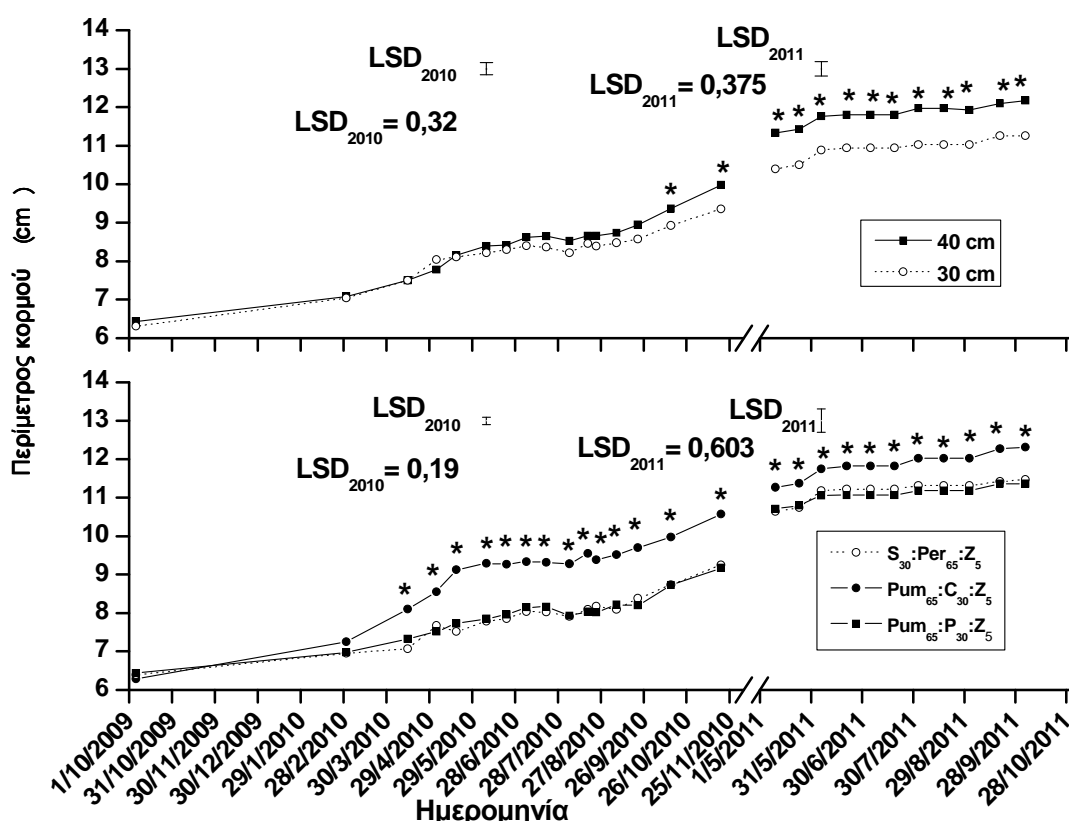 14
13
12
11
10
9
8
7
6
LSD2010
LSD2010 = 0,32
LSD2011
LSD2011 = 0,375
* * * * * * * * * * * * *
40 cm
30 cm
Περίμετρος κορμού (cm )
14
13
12
11
10
9
8
7
6
LSD2010
LSD2010 = 0,19
LSD2011
LSD2011 = 0,603
* * * * * * * * * * * * * * * * * * * * * * * * *
S30:Per65:Z5
Pum65:C30:Z5
Pum65:P30:Z5
1/10/2009
31/10/2009
30/11/2009
30/12/2009
29/1/2010
28/2/2010
30/3/2010
29/4/2010
29/5/2010
28/6/2010
28/7/2010
27/8/2010
26/9/2010
26/10/2010
25/11/2010
1/5/2011
31/5/2011
30/6/2011
30/7/2011
29/8/2011
28/9/2011
28/10/2011
Ημερομηνία